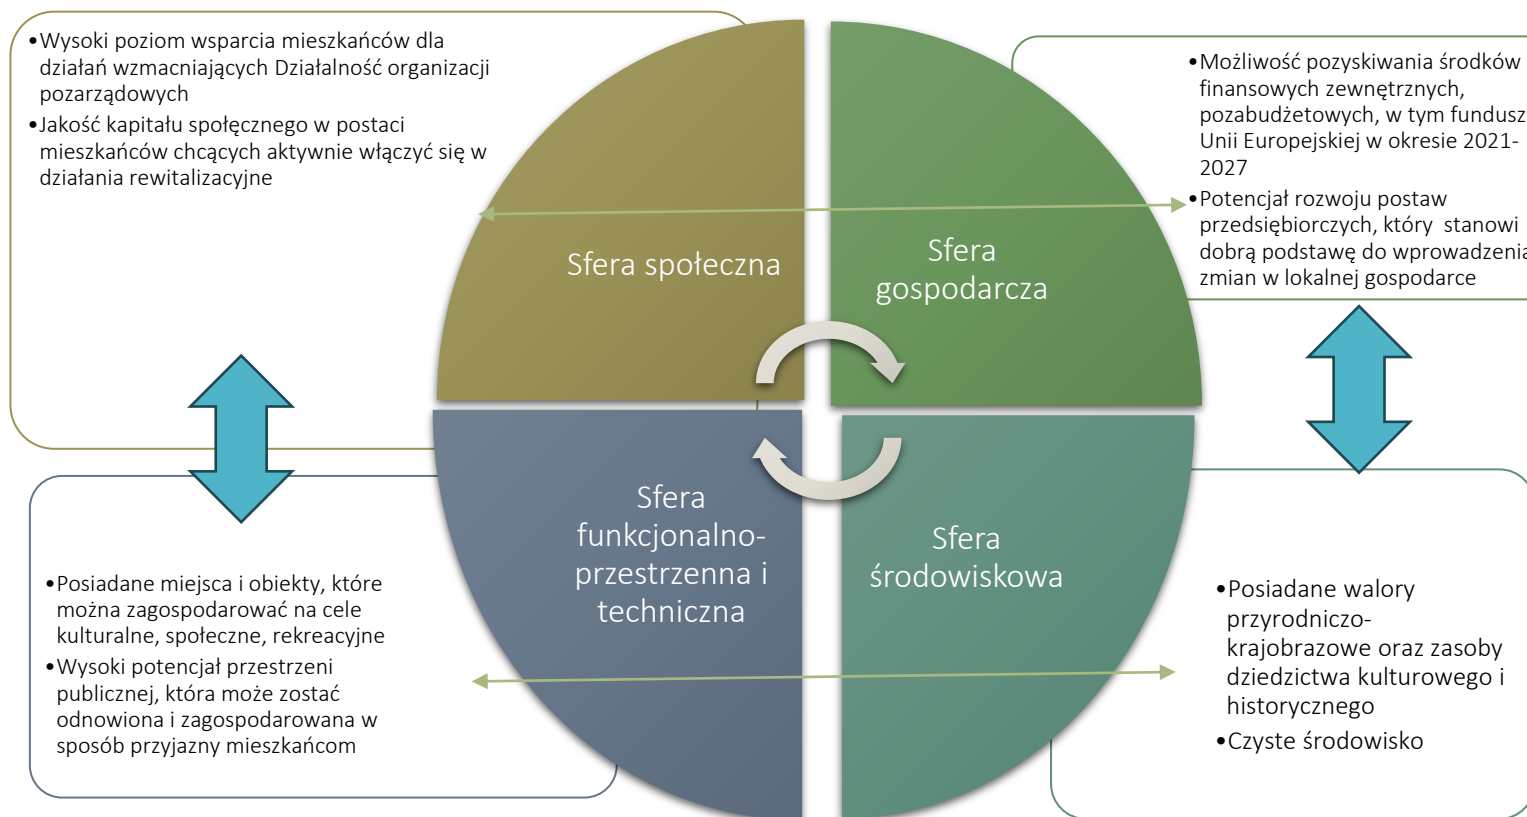 •Wysoki poziom wsparcia mieszkańców dla
działań wzmacniających Działalność organizacji
pozarządowych
•Jakość kapitału społęcznego w postaci
mieszkańców chcących aktywnie włączyć się w
działania rewitalizacyjne
•Możliwość pozyskiwania środków
finansowych zewnętrznych,
pozabudżetowych, w tym fundusz
Unii Europejskiej w okresie 2021-
2027
•Potencjał rozwoju postaw
przedsiębiorczych, który stanowi
dobrą podstawę do wprowadzenia
zmian w lokalnej gospodarce
Sfera społeczna
Sfera
gospodarcza
Sfera
funkcjonalno-
przestrzenna i
techniczna
Sfera
środowiskowa
•Posiadane miejsca i obiekty, które
można zagospodarować na cele
kulturalne, społeczne, rekreacyjne
•Wysoki potencjał przestrzeni
publicznej, która może zostać
odnowiona i zagospodarowana w
sposób przyjazny mieszkańcom
•Posiadane walory
przyrodniczo-
krajobrazowe oraz zasoby
dziedzictwa kulturowego i
historycznego
•Czyste środowisko